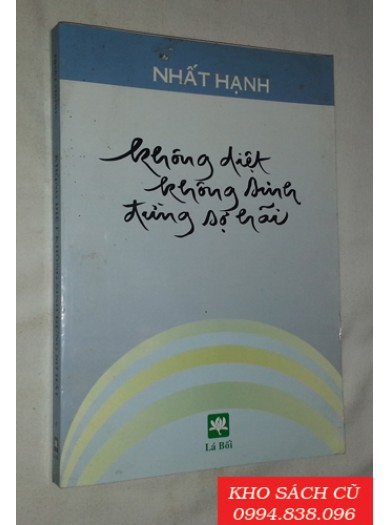 NHẤT HẠNH
không diệt
không sinh
đừng sợ hãi
Lá Bối
KHO SÁCH CŨ
0994.838.096